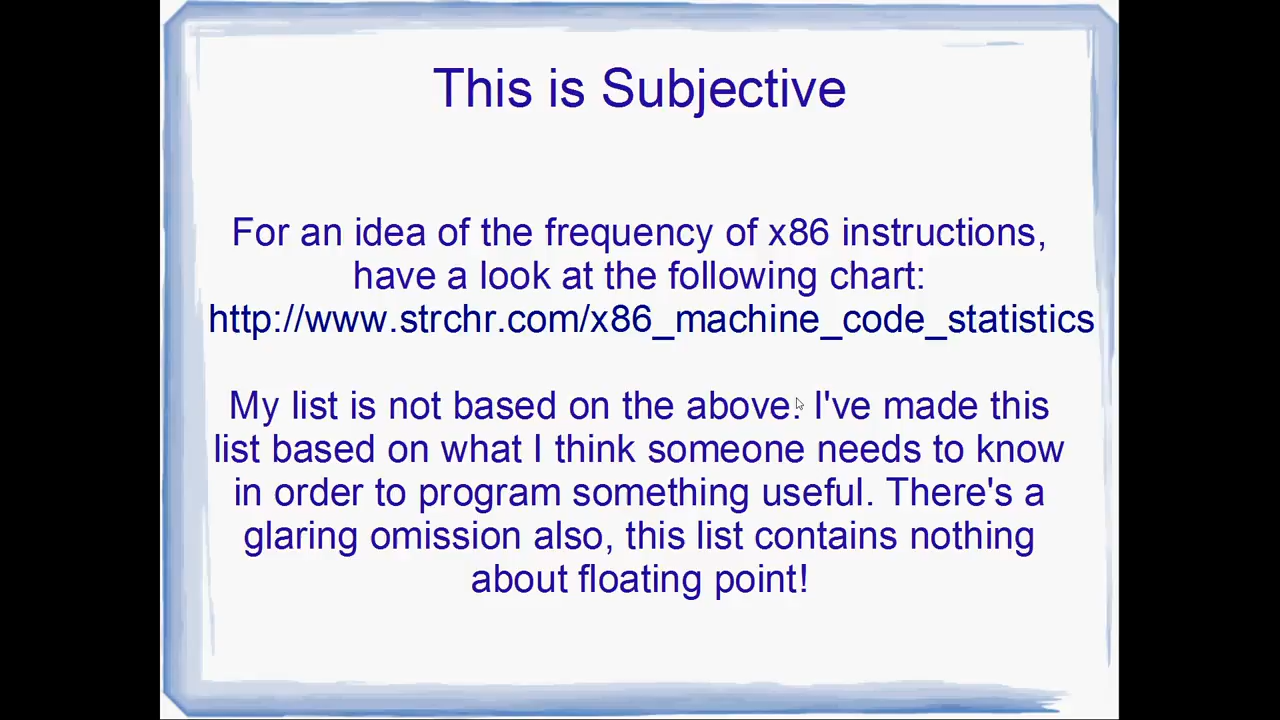 This is Subjective
For an idea of the frequency of x86 instructions,
have a look at the following chart:
http://www.strchr.com/x86_machine_code_statistics
My list is not based on the above. I've made this
list based on what I think someone needs to know
in order to program something useful. There's a
glaring omission also, this list contains nothing
about floating point!